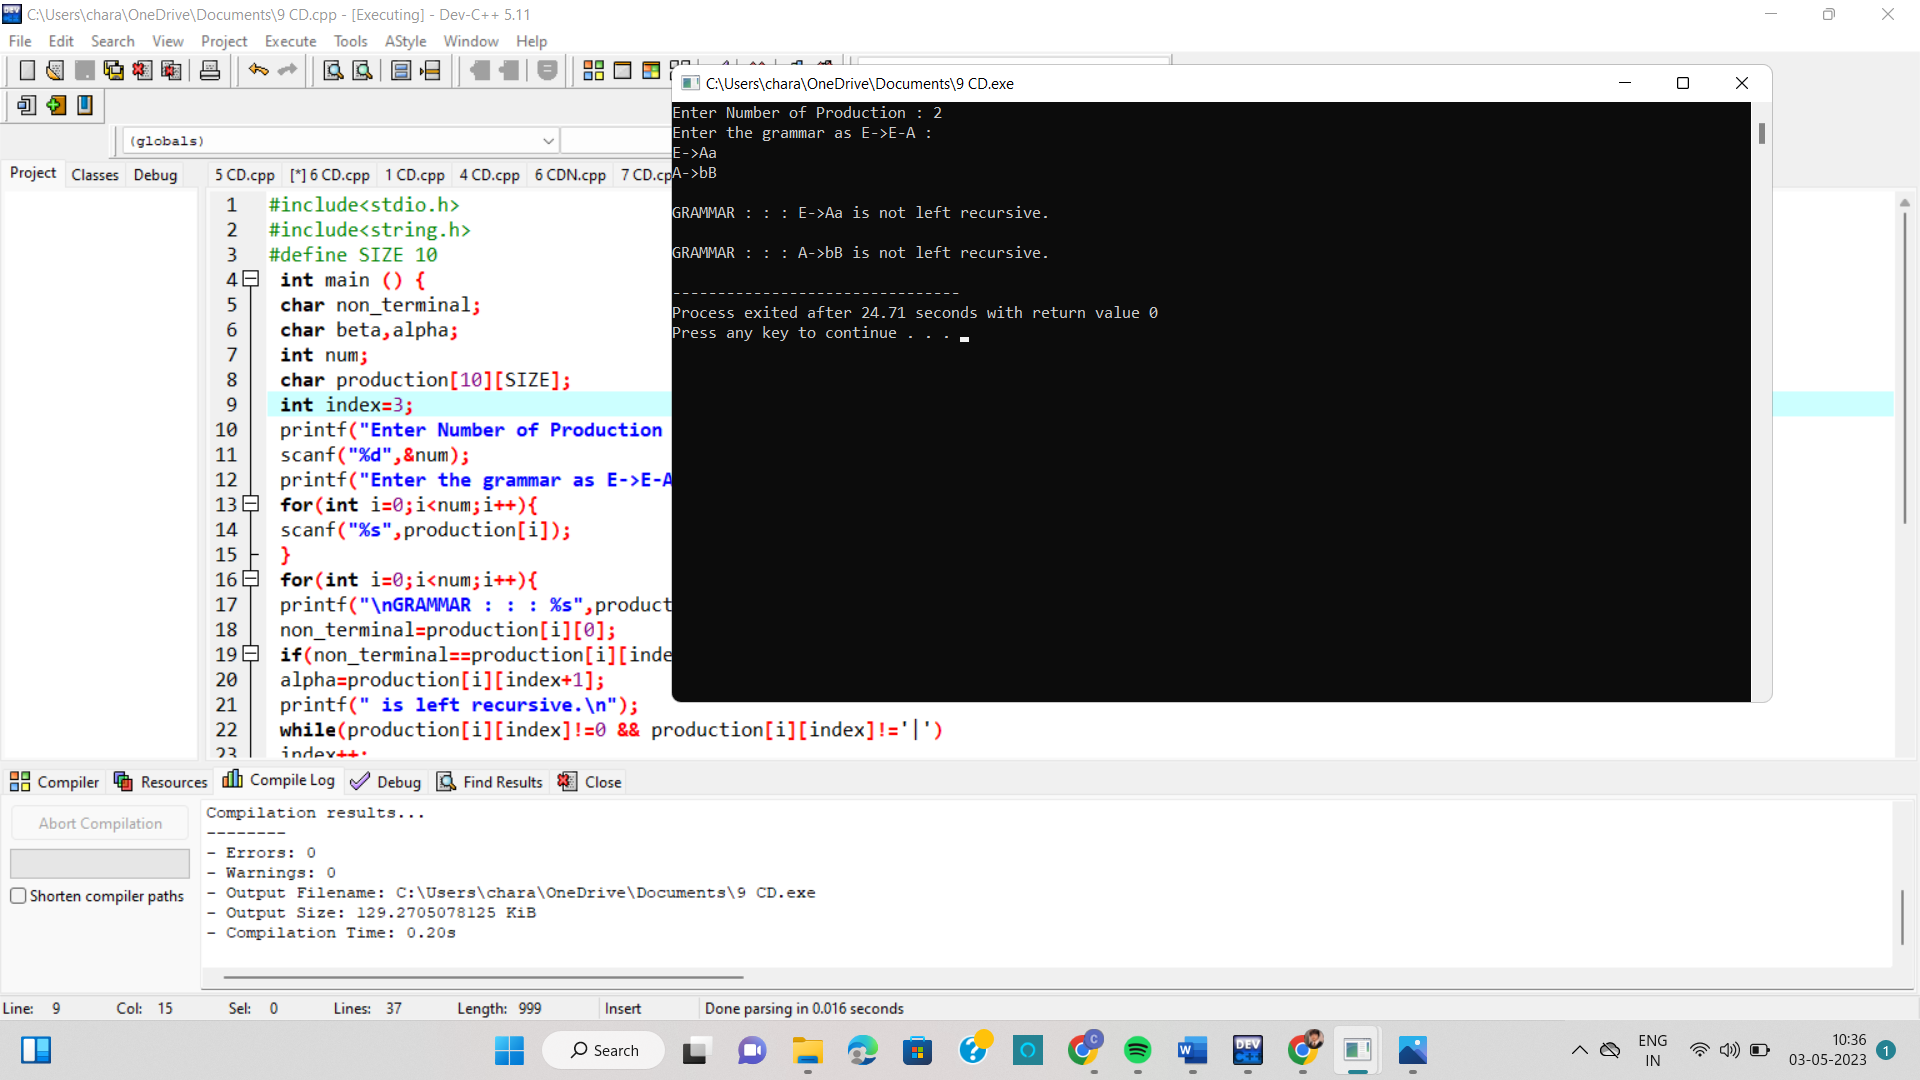 C:\Users\chara\OneDrive\Documents\9 CD.cpp - [Executing] - Dev-C++ 5.11
File Edit Search View Project Execute Tools AStyle Window Help
C:\Users\chara\OneDrive\Documents\9 CD.exe
Enter Number of Production : 2
Enter the grammar as E->E-A :
E->Aa
A->bB
GRAMMAR : : : E->Aa is not left recursive.
GRAMMAR : : : A->bB is not left recursive.
--------------------------------
Process exited after 24.71 seconds with return value 0
Press any key to continue . . .
(globals)
Project Classes Debug
5 CD.cpp [*] 6 CD.cpp 1 CD.cpp 4 CD.cpp 6 CDN.cpp 7 CD.cp
1 #include<stdio.h>
2 #include<string.h>
3 #define SIZE 10
4 int main () {
5 char non_terminal;
6 char beta,alpha;
7 int num;
8 char production[10][SIZE];
9 int index=3;
10 printf("Enter Number of Production
11 scanf("%d",&num);
12 printf("Enter the grammar as E->E-A
13 for(int i=0;i<num;i++){
14 scanf("%s",production[i]);
15 }
16 for(int i=0;i<num;i++){
17 printf("\nGRAMMAR : : : %s",product
18 non_terminal=production[i][0];
19 if(non_terminal==production[i][inde
20 alpha=production[i][index+1];
21 printf(" is left recursive.\n");
22 while(production[i][index]!=0 && production[i][index]!='|')
23 index++;
Compiler Resources Compile Log Debug Find Results Close
Abort Compilation
Shorten compiler paths
Compilation results...
--------
- Errors: 0
- Warnings: 0
- Output Filename: C:\Users\chara\OneDrive\Documents\9 CD.exe
- Output Size: 129.2705078125 KiB
- Compilation Time: 0.20s
Line: 9 Col: 15 Sel: 0 Lines: 37 Length: 999 Insert Done parsing in 0.016 seconds
Search
ENG
IN
10:36
03-05-2023
1